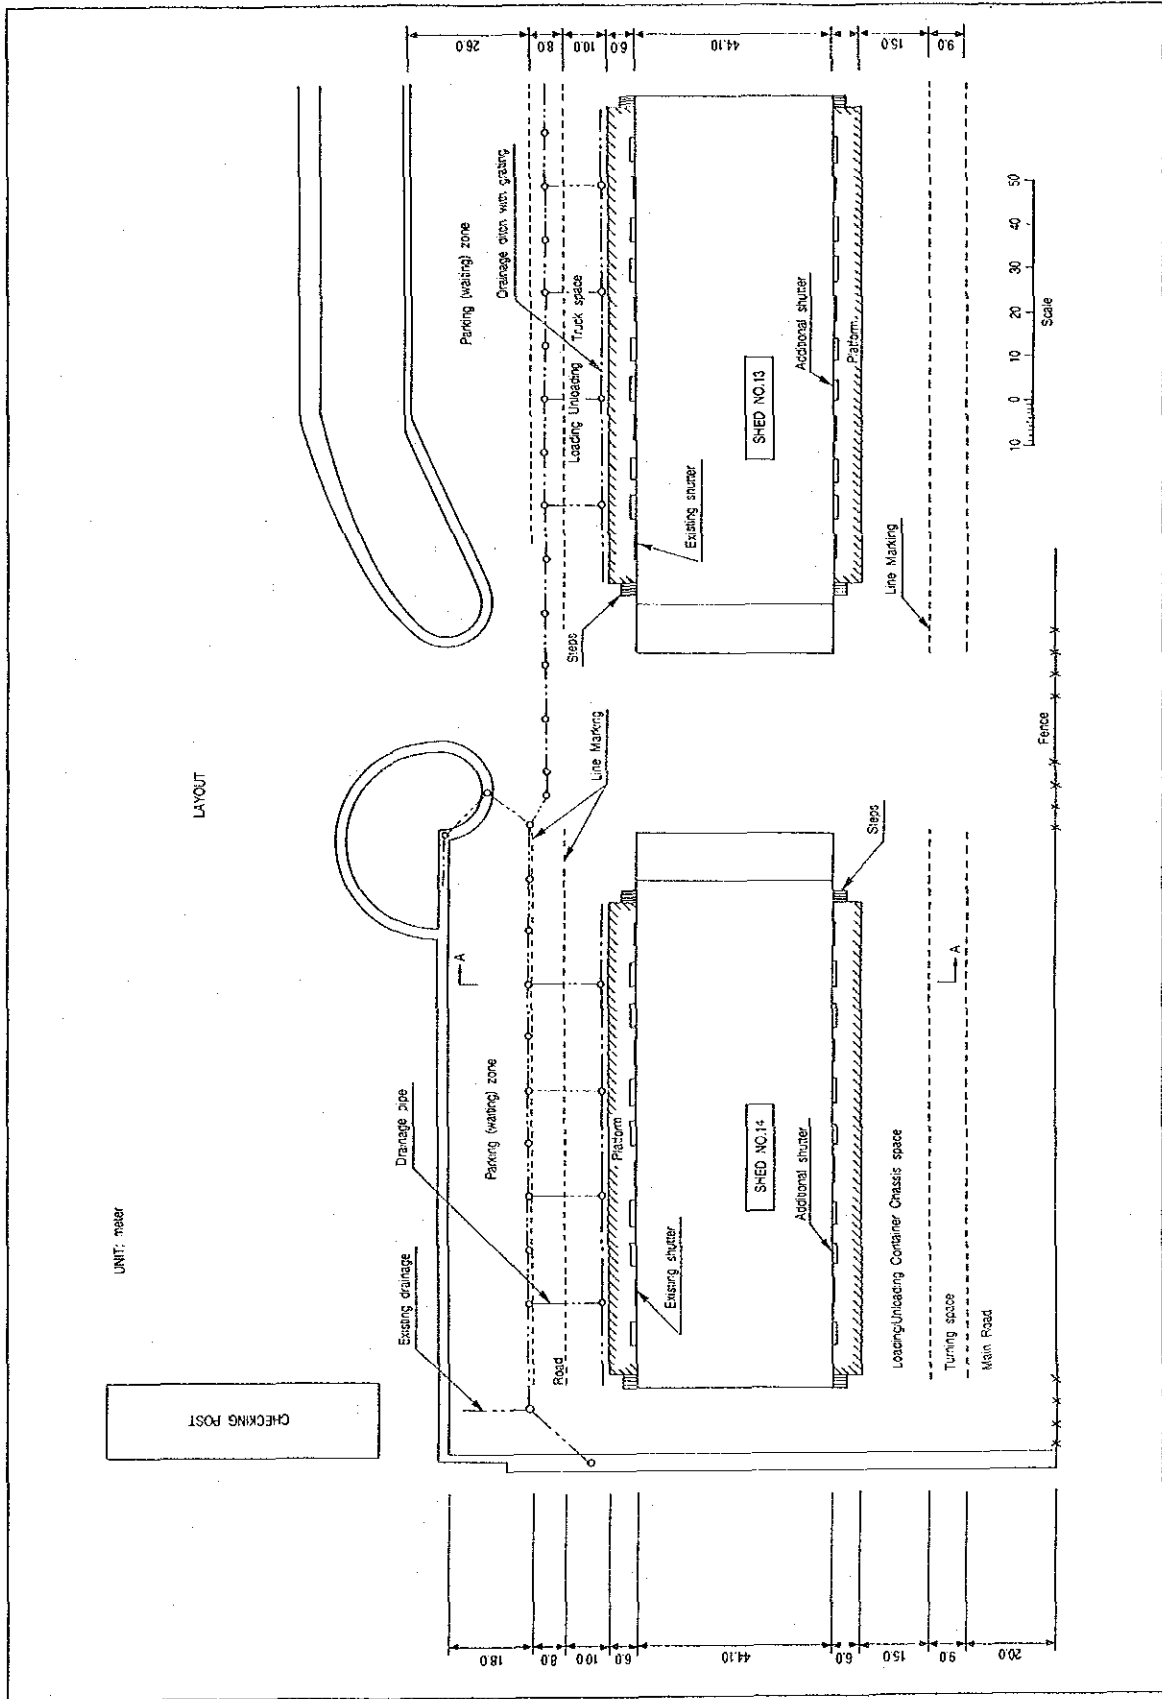 LAYOUT
UNIT: meter
CHECKING POST
Existing drainage
Drainage pipe
Parking (waiting) zone
A
Road
Platform
Line Marking
Existing shutter
SHED NO.14
Additional shutter
Steps
Loading/Unloading Container Chassis space
Turning space
A
Main Road
Fence
18.0
8.0
10.0
6.0
44.10
6.0
15.0
9.0
20.0
Parking (waiting) zone
Drainage ditch with grating
Loading Unloading Truck space
Steps
Existing shutter
SHED NO.13
Additional shutter
Platform
Line Marking
10 0 10 20 30 40 50
Scale
26.0
8.0
10.0
6.0
44.10
6.0
15.0
9.0